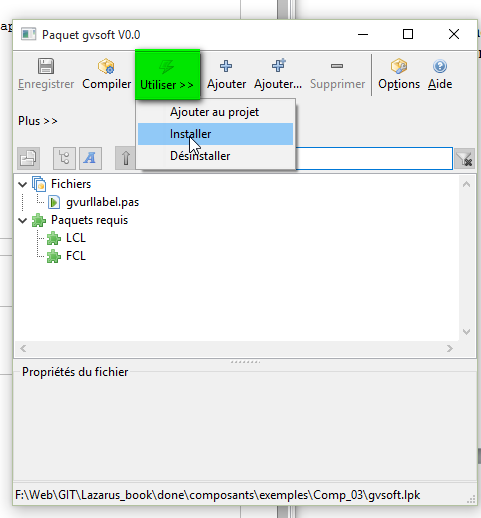 Paquet gvsoft V0.0
Enregistrer Compiler Utiliser >> Ajouter Ajouter... Supprimer Options Aide
Plus >>
Ajouter au projet
Installer
Désinstaller
Fichiers
gvurllabel.pas
Paquets requis
LCL
FCL
Propriétés du fichier
F:\Web\GIT\Lazarus_book\done\composants\exemples\Comp_03\gvsoft.lpk